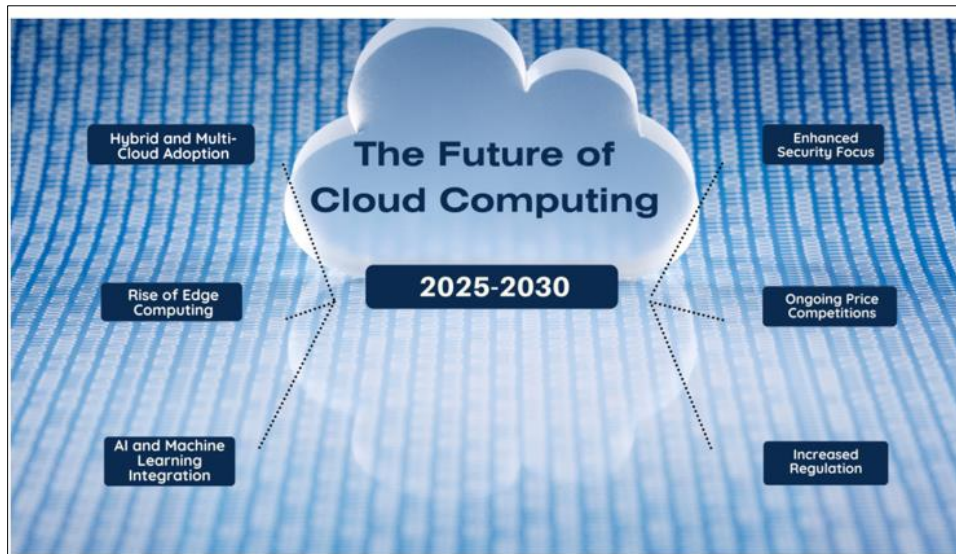 The Future of
Cloud Computing
2025-2030
Hybrid and Multi-
Cloud Adoption
Rise of Edge
Computing
AI and Machine
Learning
Integration
Enhanced
Security Focus
Ongoing Price
Competitions
Increased
Regulation